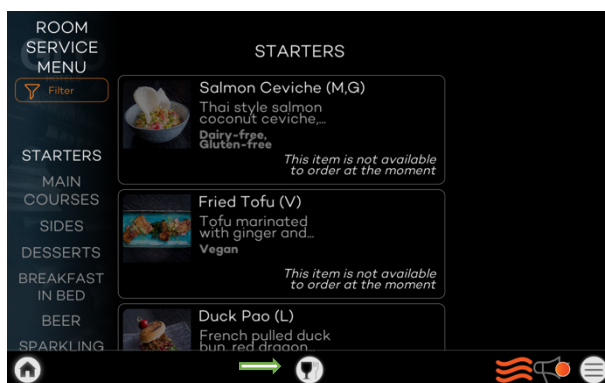 ROOM
SERVICE
MENU
Filter
STARTERS
MAIN
COURSES
SIDES
DESSERTS
BREAKFAST
IN BED
BEER
SPARKLING
STARTERS
Salmon Ceviche (M,G)
Thai style salmon
coconut ceviche,...
Dairy-free,
Gluten-free
This item is not available
to order at the moment
Fried Tofu (V)
Tofu marinated
with ginger and...
Vegan
This item is not available
to order at the moment
Duck Pao (L)
French pulled duck
bun, red dragon